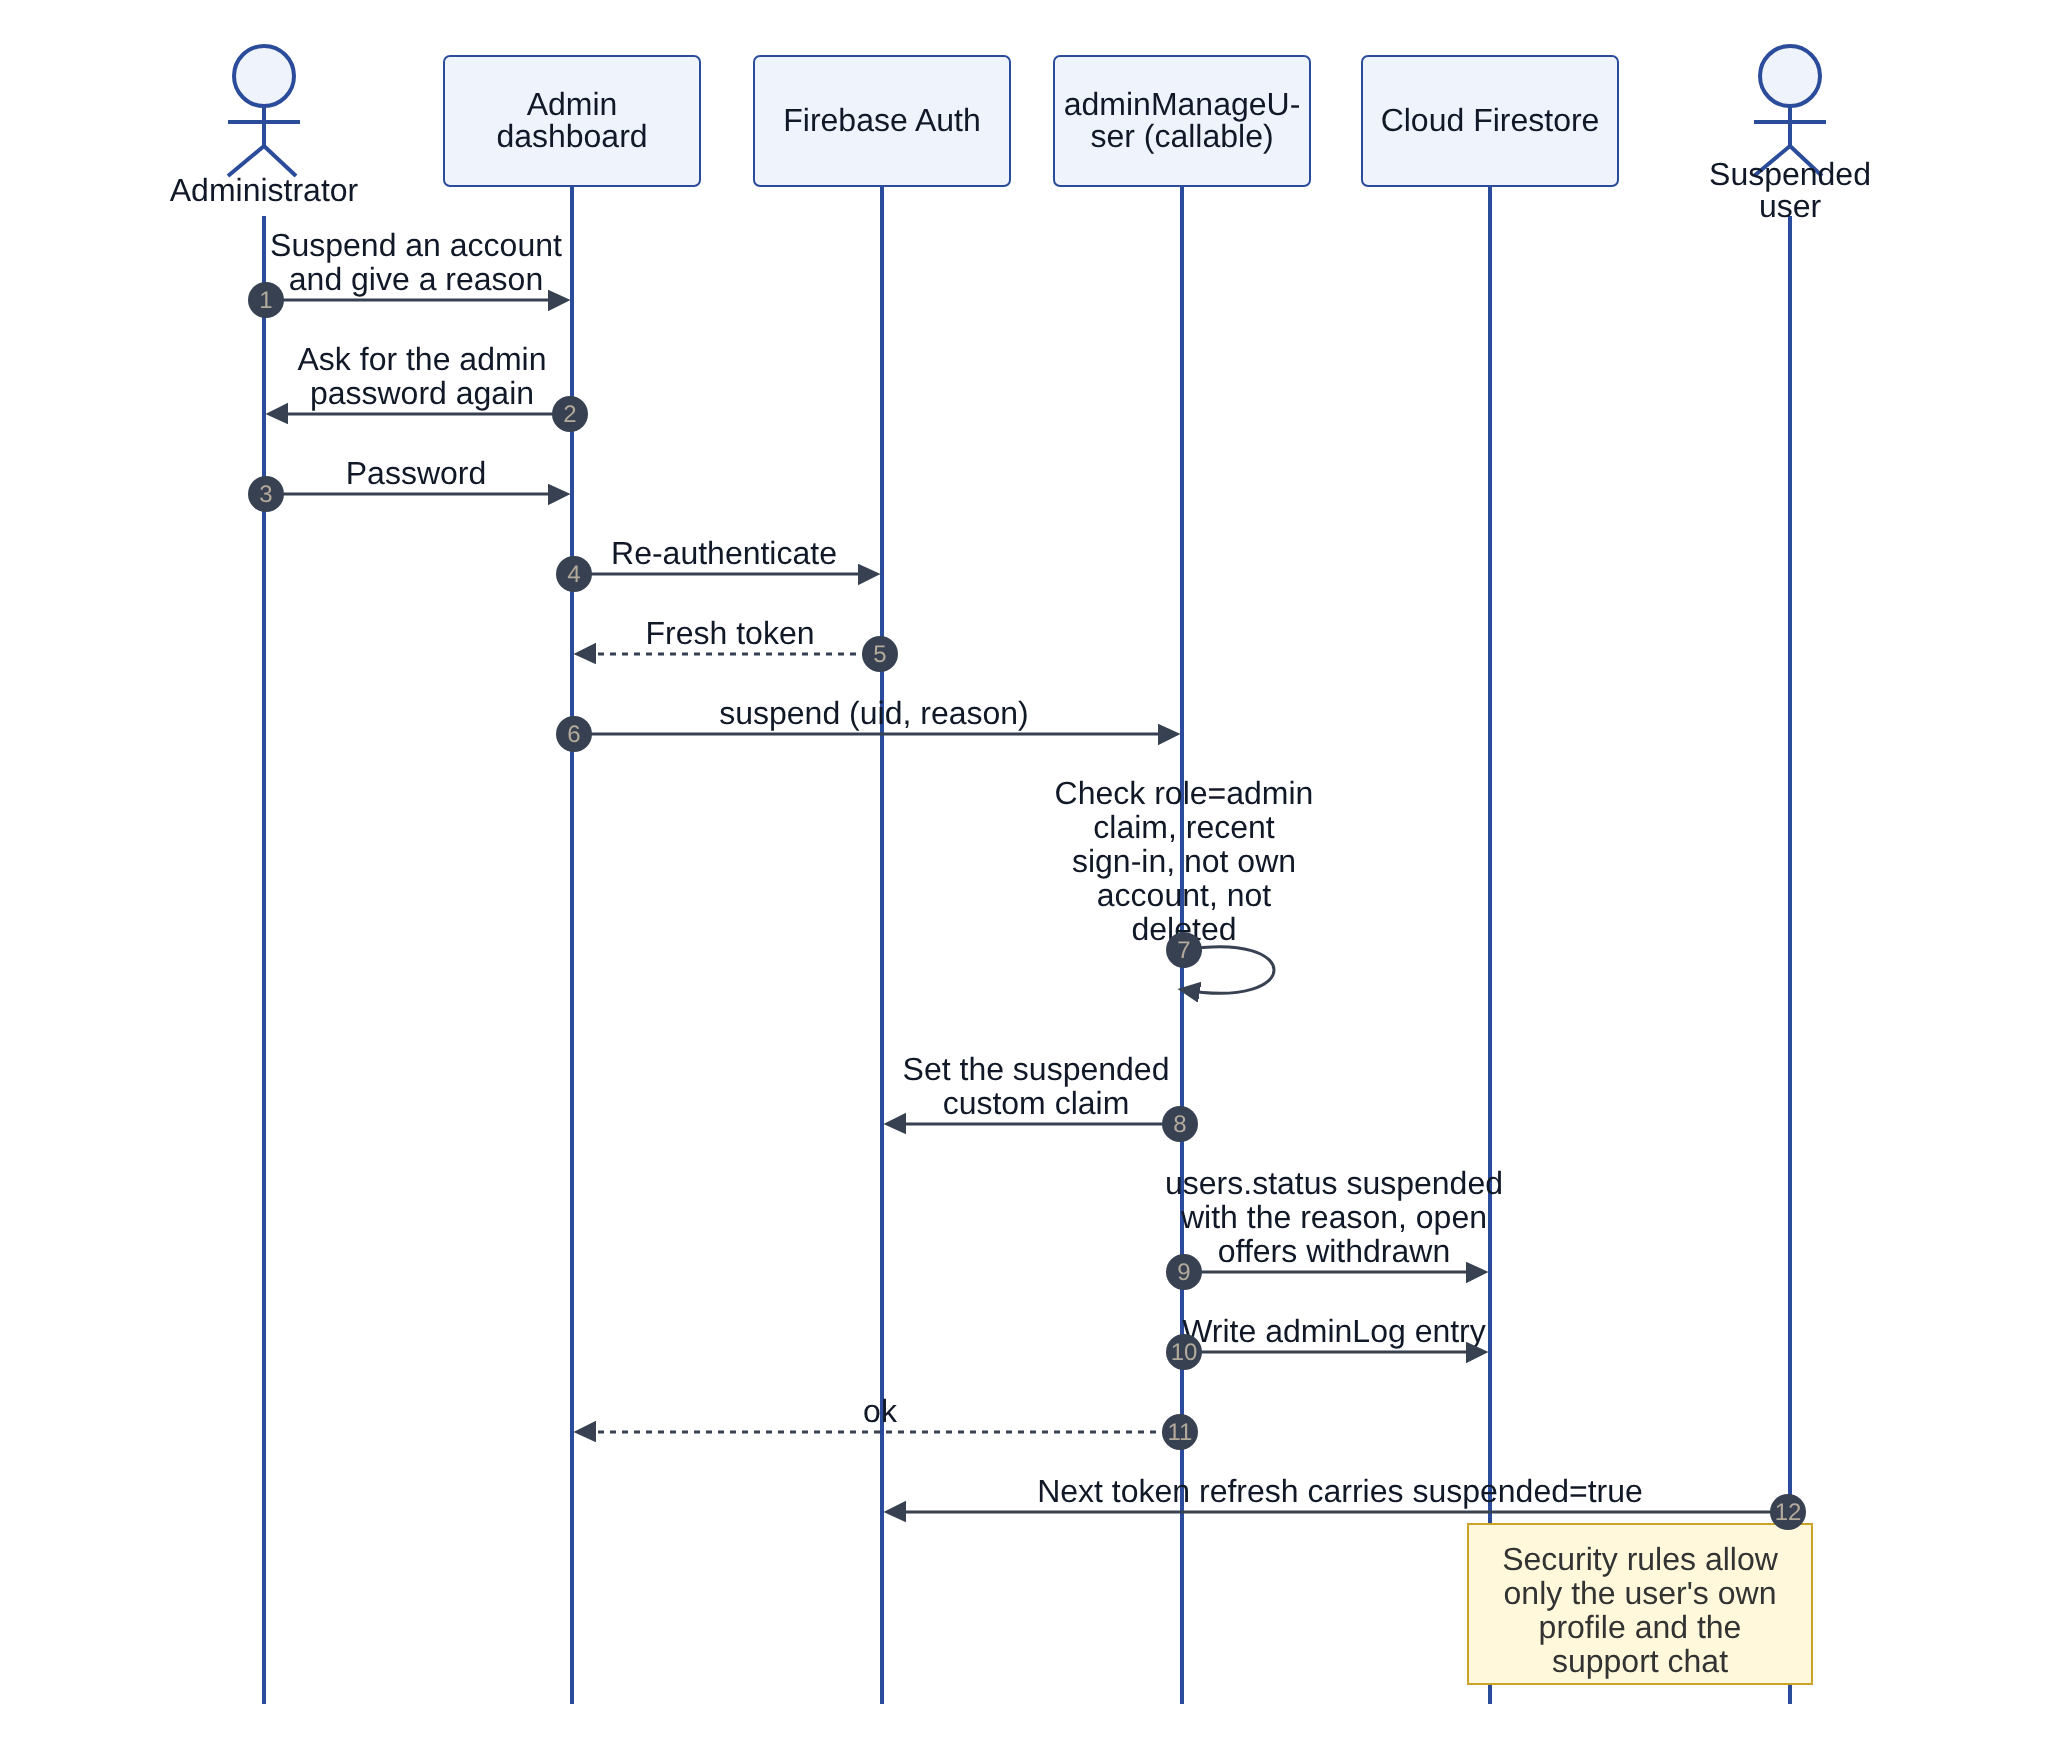 Administrator
Admin
dashboard
Firebase Auth
adminManageU-
ser (callable)
Cloud Firestore
Suspended
user
Suspend an account
and give a reason
1
Ask for the admin
password again
2
Password
3
Re-authenticate
4
Fresh token
5
suspend (uid, reason)
6
Check role=admin
claim, recent
sign-in, not own
account, not
deleted
7
Set the suspended
custom claim
8
users.status suspended
with the reason, open
offers withdrawn
9
Write adminLog entry
10
ok
11
Next token refresh carries suspended=true
12
Security rules allow
only the user's own
profile and the
support chat